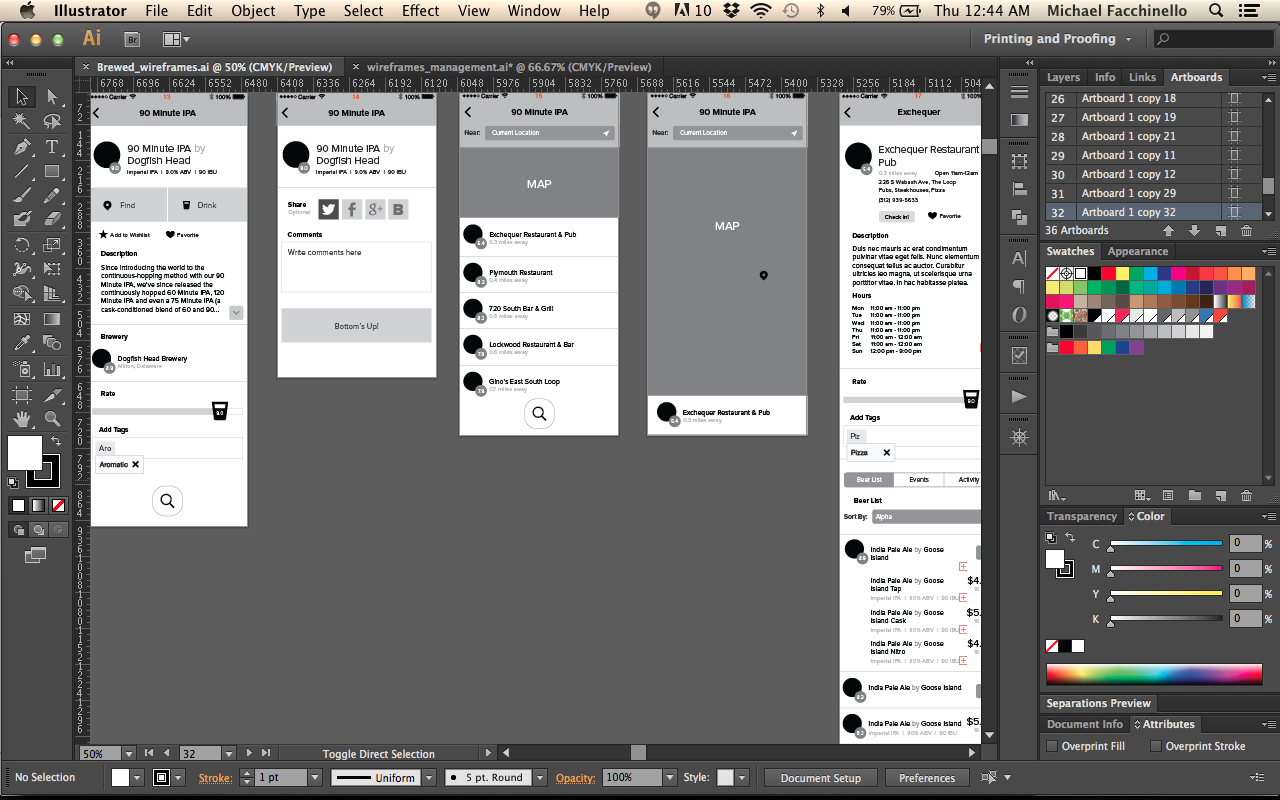 Illustrator File Edit Object Type Select Effect View Window Help 10 79% Thu 12:44 AM Michael Facchinello
Ai Br Printing and Proofing
Brewed_wireframes.ai @ 50% (CMYK/Preview) wireframes_management.ai* @ 66.67% (CMYK/Preview)
6768 6696 6624 6552 6480 6408 6336 6264 6192 6120 6048 5976 5904 5832 5760 5688 5616 5544 5472 5400 5328 5256 5184 5112 504
Carrier 13 100%
90 Minute IPA
90 Minute IPA by
Dogfish Head
9.0
Imperial IPA | 9.0% ABV | 90 IBU
Find Drink
Add to Wishlist Favorite
Description
Since introducing to the world to the
continuous-hopping method with our 90
Minute IPA, we've since released the
continuously hopped 60 Minute IPA, 120
Minute IPA and even a 75 Minute IPA (a
cask-conditioned blend of 60 and 90...
Brewery
Dogfish Head Brewery
Milton, Delaware
Rate
9.0
Add Tags
Aro
Aromatic
Carrier 14 100%
90 Minute IPA
90 Minute IPA by
Dogfish Head
9.0
Imperial IPA | 9.0% ABV | 90 IBU
Share
Optional
Comments
Write comments here
Bottom's Up!
Carrier 15 100%
90 Minute IPA
Near: Current Location
MAP
Exchequer Restaurant & Pub
0.3 miles away
Plymouth Restaurant
0.4 miles away
720 South Bar & Grill
0.5 miles away
Lockwood Restaurant & Bar
0.6 miles away
Gino's East South Loop
0.7 miles away
Carrier 16 100%
90 Minute IPA
Near: Current Location
MAP
Exchequer Restaurant & Pub
0.3 miles away
Carrier 17
Exchequer
Exchequer Restaurant
Pub
0.3 miles away Open 11am-12am
226 S Wabash Ave, The Loop
Pubs, Steakhouses, Pizza
(312) 939-5633
Check in! Favorite
Description
Duis nec mauris ac erat condimentum
pulvinar vitae eget felis. Nunc elementum
consequat tellus ac auctor. Curabitur
ultricies leo magna, ut scelerisque urna
porttitor vitae. In hac habitasse platea.
Hours
Mon 11:00 am - 11:00 pm
Tue 11:00 am - 11:00 pm
Wed 11:00 am - 11:00 pm
Thu 11:00 am - 11:00 pm
Fri 11:00 am - 12:00 am
Sat 11:00 am - 12:00 am
Sun 12:00 pm - 9:00 pm
Rate
9.0
Add Tags
Piz
Pizza
Beer List Events Activity
Beer List
Sort By: Alpha
India Pale Ale by Goose
Island
India Pale Ale by Goose $4.
Island Tap
Imperial IPA | 9.0% ABV | 90 IBU
India Pale Ale by Goose $5.
Island Cask
Imperial IPA | 9.0% ABV | 90 IBU
India Pale Ale by Goose $4.
Island Nitro
Imperial IPA | 9.0% ABV | 90 IBU
India Pale Ale by Goose Island
India Pale Ale by Goose Island $5.
Imperial IPA | 9.0% ABV | 90 IBU
Layers Info Links Artboards
26 Artboard 1 copy 18
27 Artboard 1 copy 19
28 Artboard 1 copy 21
29 Artboard 1 copy 11
30 Artboard 1 copy 12
31 Artboard 1 copy 29
32 Artboard 1 copy 32
36 Artboards
Swatches Appearance
Transparency Color
C 0 %
M 0 %
Y 0 %
K 0 %
Separations Preview
Document Info Attributes
Overprint Fill Overprint Stroke
50% 32 Toggle Direct Selection
No Selection Stroke: 1 pt Uniform 5 pt. Round Opacity: 100% Style: Document Setup Preferences